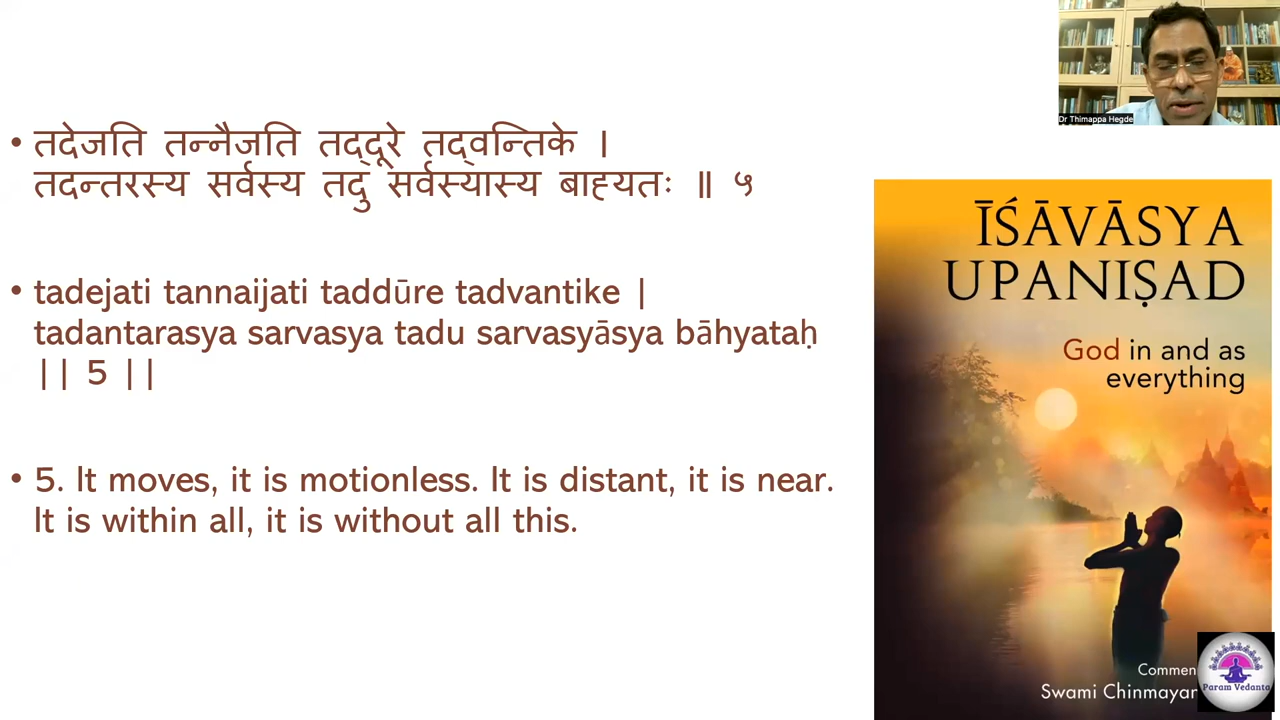 • तदेजति तन्नैजति तद्दूरे तद्वन्तिके ।
तदन्तरस्य सर्वस्य तदु सर्वस्यास्य बाह्यतः ॥ ५
• tadejati tannaijati taddūre tadvantike |
tadantarasya sarvasya tadu sarvasyāsya bāhyataḥ
|| 5 ||
• 5. It moves, it is motionless. It is distant, it is near.
It is within all, it is without all this.
Dr Thimappa Hegde
ĪŚĀVĀSYA
UPANIṢAD
God in and as
everything
Commen
Swami Chinmayan
Param Vedanta